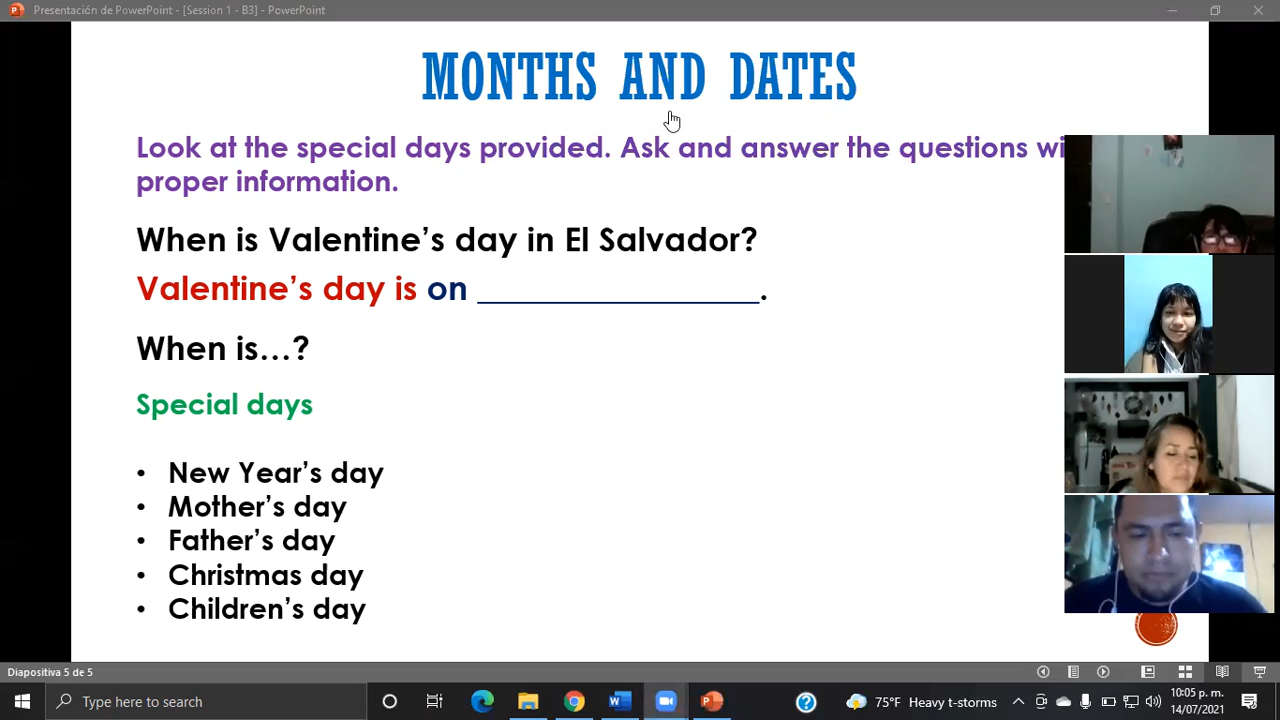 Presentación de PowerPoint - [Session 1 - B3] - PowerPoint
MONTHS AND DATES
Look at the special days provided. Ask and answer the questions wi
proper information.
When is Valentine's day in El Salvador?
Valentine's day is on _______________.
When is...?
Special days
• New Year's day
• Mother's day
• Father's day
• Christmas day
• Children's day
Diapositiva 5 de 5
Type here to search
75°F Heavy t-storms
10:05 p. m.
14/07/2021